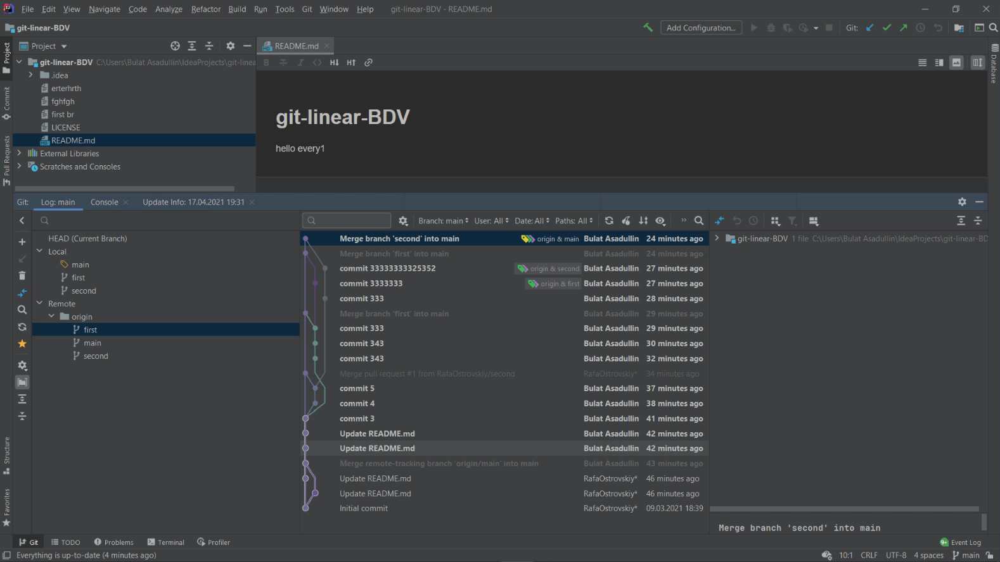 File Edit View Navigate Code Analyze Refactor Build Run Tools Git Window Help git-linear-BDV - README.md
git-linear-BDV Add Configuration... Git:
Project
Commit
Pull Requests
Structure
Favorites
Database
Project
README.md
git-linear-BDV C:\Users\Bulat Asadullin\IdeaProjects\git-linea
.idea
erterhrth
fghfgh
first br
LICENSE
README.md
External Libraries
Scratches and Consoles
git-linear-BDV
hello every1
Git: Log: main Console Update Info: 17.04.2021 19:31
Branch: main User: All Date: All Paths: All
HEAD (Current Branch)
Local
main
first
second
Remote
origin
first
main
second
Merge branch 'second' into main origin & main Bulat Asadullin 24 minutes ago
Merge branch 'first' into main Bulat Asadullin 24 minutes ago
commit 33333333325352 origin & second Bulat Asadullin 27 minutes ago
commit 3333333 origin & first Bulat Asadullin 27 minutes ago
commit 333 Bulat Asadullin 28 minutes ago
Merge branch 'first' into main Bulat Asadullin 29 minutes ago
commit 333 Bulat Asadullin 29 minutes ago
commit 343 Bulat Asadullin 30 minutes ago
commit 343 Bulat Asadullin 32 minutes ago
Merge pull request #1 from RafaOstrovskiy/second RafaOstrovskiy* 34 minutes ago
commit 5 Bulat Asadullin 37 minutes ago
commit 4 Bulat Asadullin 38 minutes ago
commit 3 Bulat Asadullin 41 minutes ago
Update README.md Bulat Asadullin 42 minutes ago
Update README.md Bulat Asadullin 42 minutes ago
Merge remote-tracking branch 'origin/main' into main Bulat Asadullin 43 minutes ago
Update README.md RafaOstrovskiy* 46 minutes ago
Update README.md RafaOstrovskiy* 46 minutes ago
Initial commit RafaOstrovskiy* 09.03.2021 18:39
git-linear-BDV 1 file C:\Users\Bulat Asadullin\IdeaProjects\git-linear-BD
Merge branch 'second' into main
Git TODO Problems Terminal Profiler 9+ Event Log
Everything is up-to-date (4 minutes ago) 10:1 CRLF UTF-8 4 spaces main